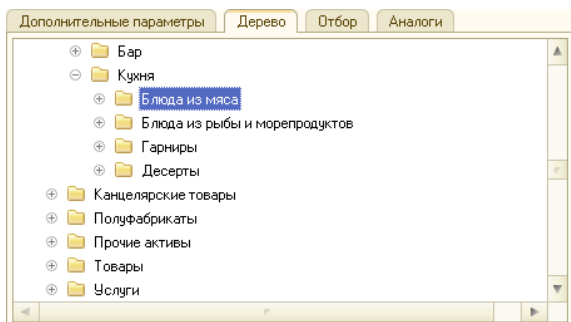 Дополнительные параметры Дерево Отбор Аналоги
Бар
Кухня
Блюда из мяса
Блюда из рыбы и морепродуктов
Гарниры
Десерты
Канцелярские товары
Полуфабрикаты
Прочие активы
Товары
Услуги